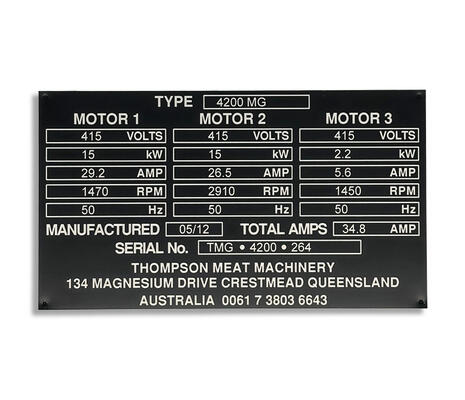 TYPE 4200 MG
MOTOR 1 MOTOR 2 MOTOR 3
415 VOLTS 415 VOLTS 415 VOLTS
15 kW 15 kW 2.2 kW
29.2 AMP 26.5 AMP 5.6 AMP
1470 RPM 2910 RPM 1450 RPM
50 Hz 50 Hz 50 Hz
MANUFACTURED 05/12 TOTAL AMPS 34.8 AMP
SERIAL No. TMG • 4200 • 264
THOMPSON MEAT MACHINERY
134 MAGNESIUM DRIVE CRESTMEAD QUEENSLAND
AUSTRALIA 0061 7 3803 6643